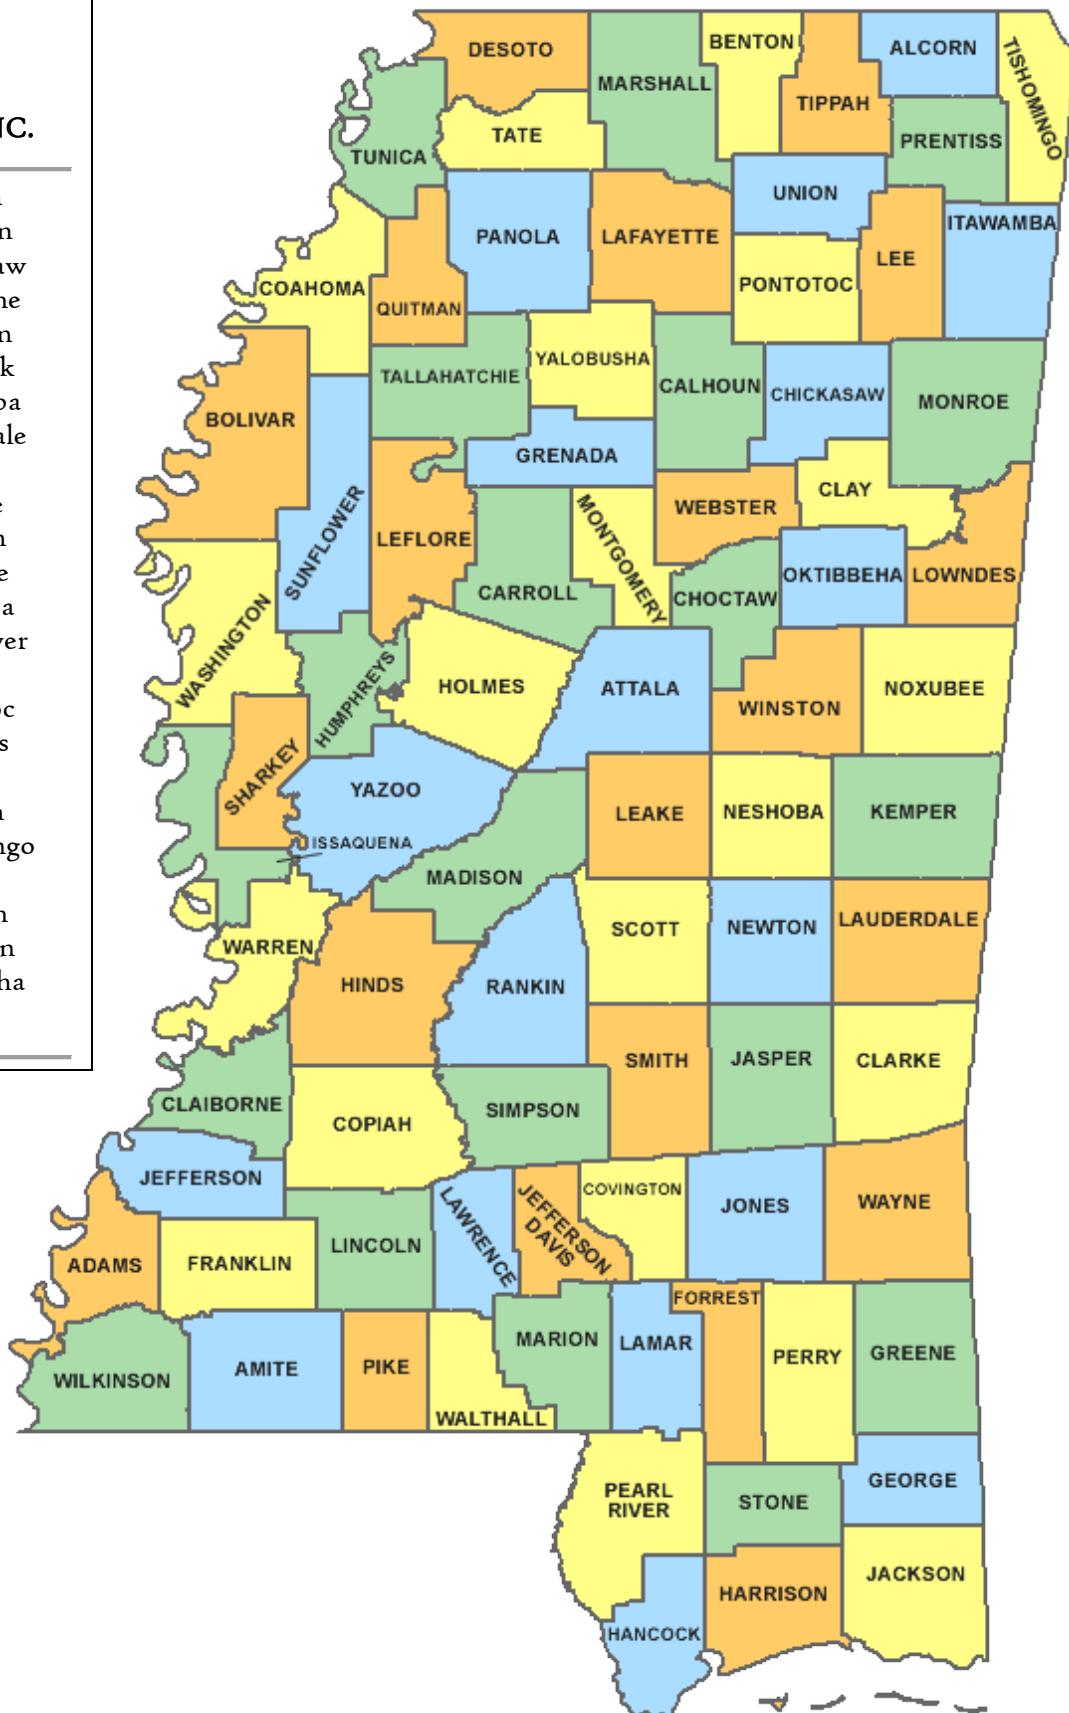 DESOTO
BENTON
ALCORN
TISHOMINGO
MARSHALL
TIPPAH
TATE
PRENTISS
TUNICA
UNION
ITAWAMBA
PANOLA
LAFAYETTE
LEE
COAHOMA
PONTOTOC
QUITMAN
YALOBUSHA
TALLAHATCHIE
CALHOUN
CHICKASAW
MONROE
BOLIVAR
GRENADA
CLAY
WEBSTER
SUNFLOWER
LEFLORE
MONTGOMERY
OKTIBBEHA
LOWNDES
CARROLL
CHOCTAW
WASHINGTON
HUMPHREYS
HOLMES
ATTALA
NOXUBEE
WINSTON
SHARKEY
YAZOO
LEAKE
NESHOBA
KEMPER
ISSAQUENA
MADISON
WARREN
SCOTT
NEWTON
LAUDERDALE
HINDS
RANKIN
SMITH
JASPER
CLARKE
CLAIBORNE
COPIAH
SIMPSON
JEFFERSON
LAWRENCE
JEFFERSON
DAVIS
COVINGTON
JONES
WAYNE
ADAMS
FRANKLIN
LINCOLN
FORREST
MARION
LAMAR
PERRY
GREENE
WILKINSON
AMITE
PIKE
WALTHALL
PEARL
RIVER
STONE
GEORGE
HARRISON
JACKSON
HANCOCK